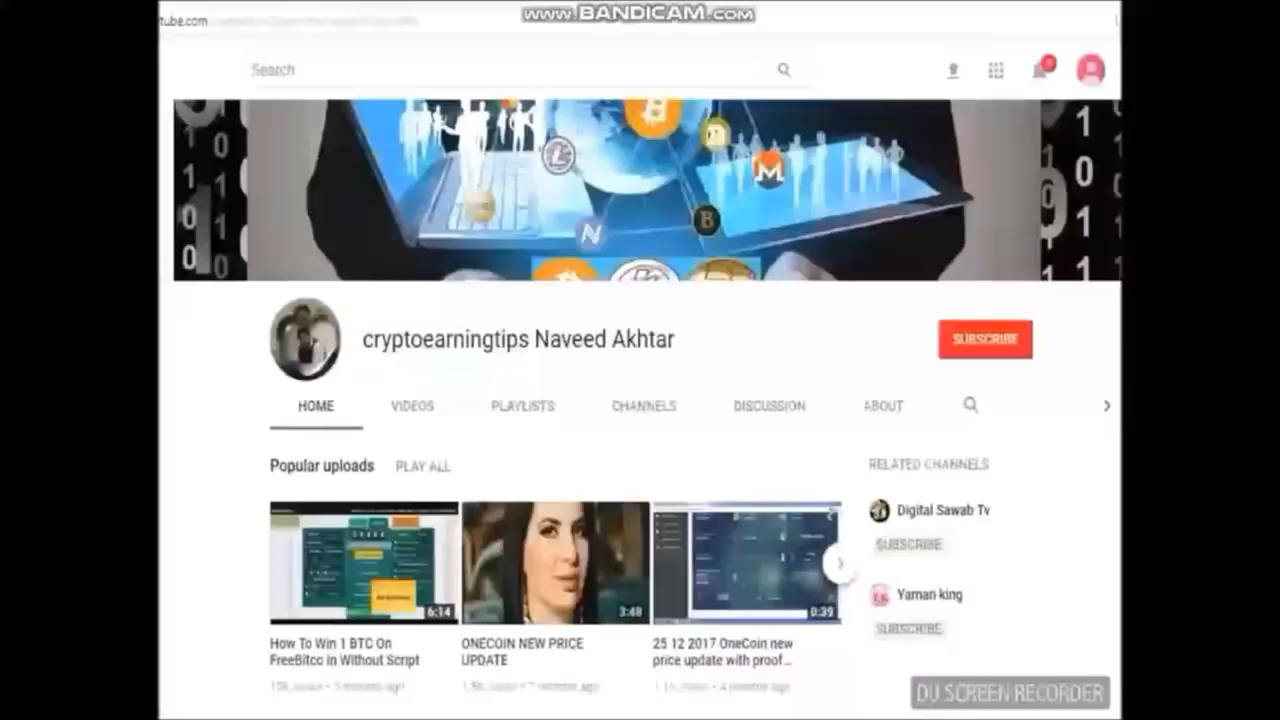 www.BANDICAM.com
tube.com
Search
cryptoearningtips Naveed Akhtar
SUBSCRIBE
HOME VIDEOS PLAYLISTS CHANNELS DISCUSSION ABOUT
Popular uploads PLAY ALL
RELATED CHANNELS
6:14
3:48
0:39
How To Win 1 BTC On
FreeBitco in Without Script
ONECOIN NEW PRICE
UPDATE
25 12 2017 OneCoin new
price update with proof...
Digital Sawab Tv
SUBSCRIBE
Yaman king
SUBSCRIBE
DU SCREEN RECORDER